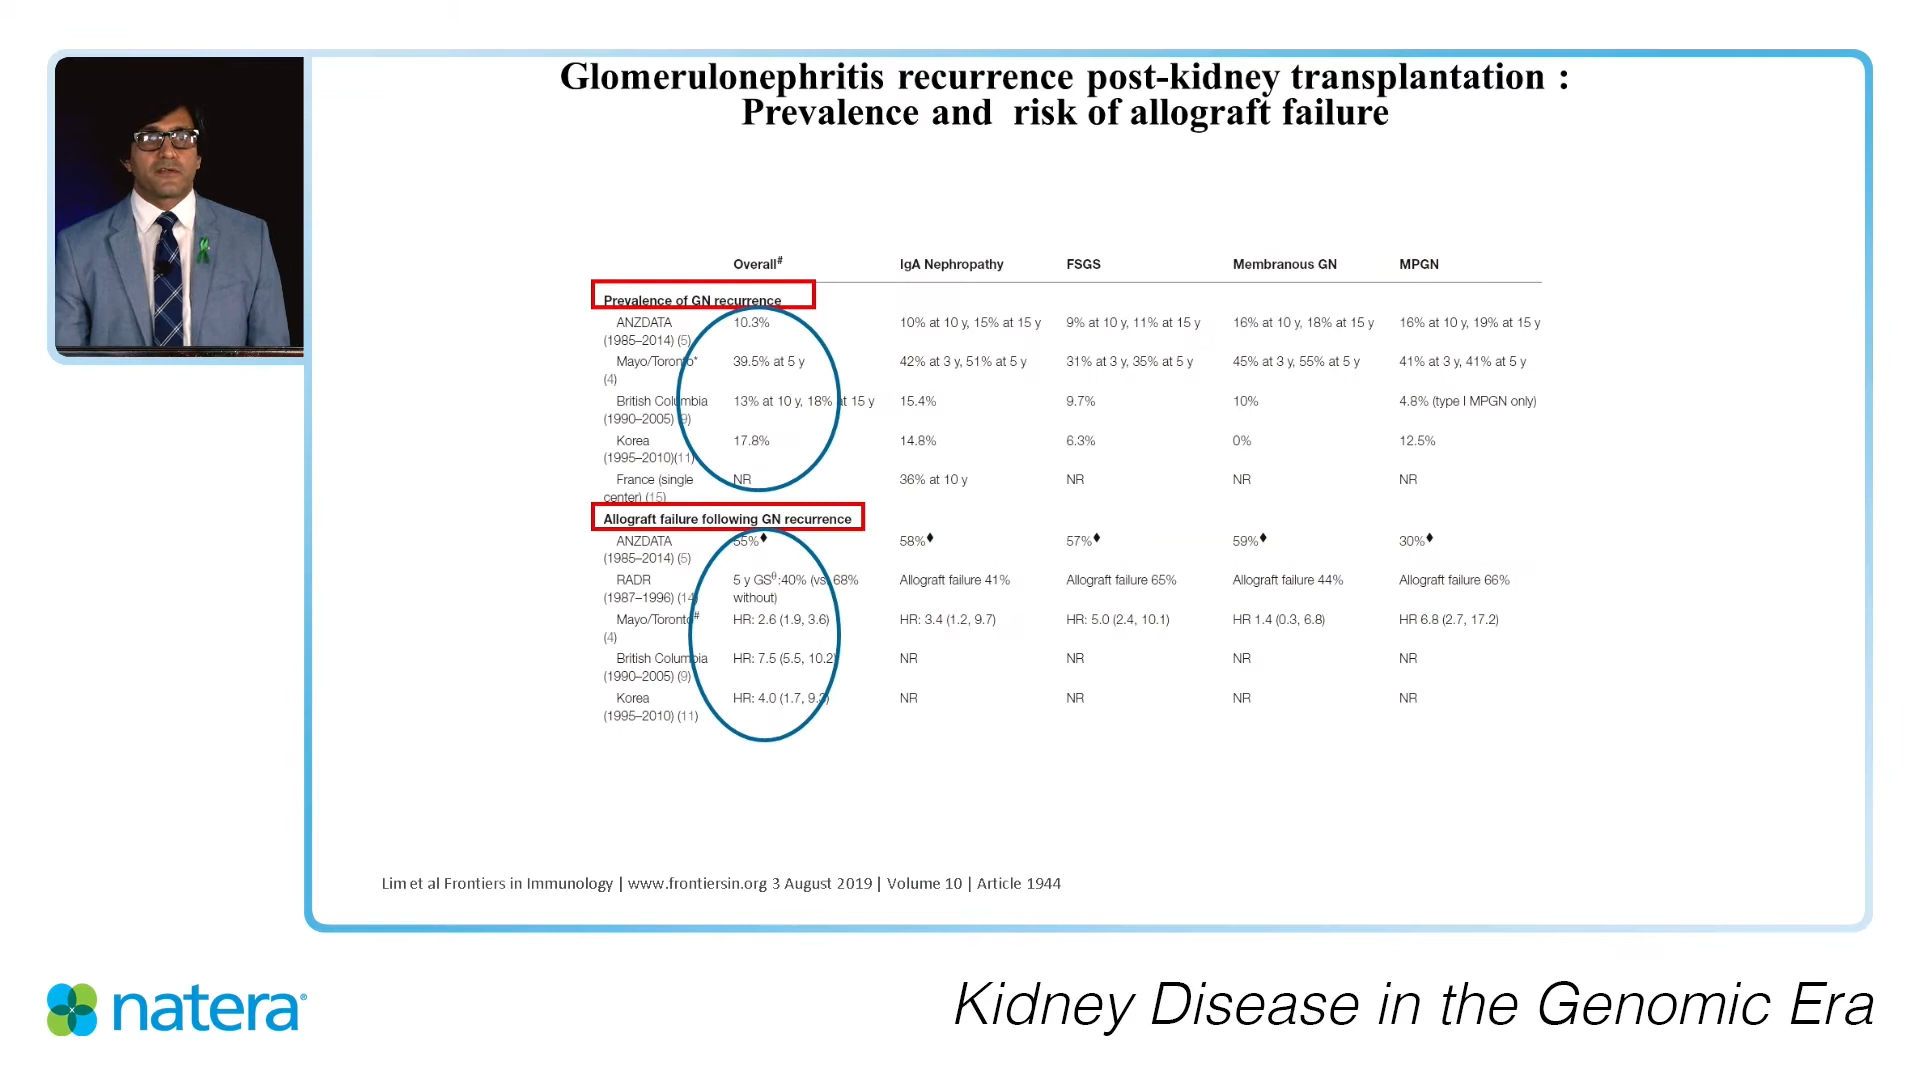 Glomerulonephritis recurrence post-kidney transplantation :
Prevalence and risk of allograft failure
Overall# IgA Nephropathy FSGS Membranous GN MPGN
Prevalence of GN recurrence
ANZDATA 10.3% 10% at 10 y, 15% at 15 y 9% at 10 y, 11% at 15 y 16% at 10 y, 18% at 15 y 16% at 10 y, 19% at 15 y
(1985–2014) (5)
Mayo/Toronto* 39.5% at 5 y 42% at 3 y, 51% at 5 y 31% at 3 y, 35% at 5 y 45% at 3 y, 55% at 5 y 41% at 3 y, 41% at 5 y
(4)
British Columbia 13% at 10 y, 18% at 15 y 15.4% 9.7% 10% 4.8% (type I MPGN only)
(1990–2005) (9)
Korea 17.8% 14.8% 6.3% 0% 12.5%
(1995–2010)(11)
France (single NR 36% at 10 y NR NR NR
center) (15)
Allograft failure following GN recurrence
ANZDATA 55%♦ 58%♦ 57%♦ 59%♦ 30%♦
(1985–2014) (5)
RADR 5 y GSθ:40% (vs. 68% Allograft failure 41% Allograft failure 65% Allograft failure 44% Allograft failure 66%
(1987–1996) (14) without)
Mayo/Toronto# HR: 2.6 (1.9, 3.6) HR: 3.4 (1.2, 9.7) HR: 5.0 (2.4, 10.1) HR 1.4 (0.3, 6.8) HR 6.8 (2.7, 17.2)
(4)
British Columbia HR: 7.5 (5.5, 10.2) NR NR NR NR
(1990–2005) (9)
Korea HR: 4.0 (1.7, 9.3) NR NR NR NR
(1995–2010) (11)
Lim et al Frontiers in Immunology | www.frontiersin.org 3 August 2019 | Volume 10 | Article 1944
natera®
Kidney Disease in the Genomic Era